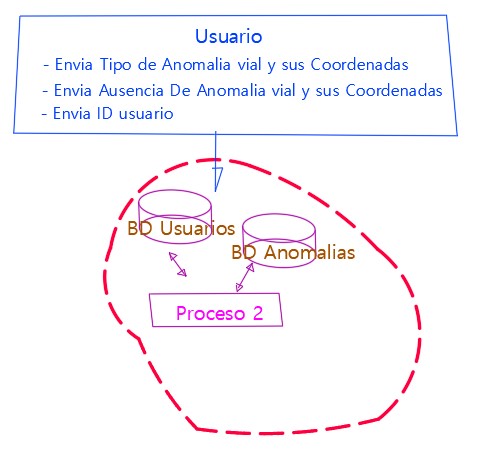 Usuario
- Envia Tipo de Anomalia vial y sus Coordenadas
- Envia Ausencia De Anomalia vial y sus Coordenadas
- Envia ID usuario
BD Usuarios
BD Anomalias
Proceso 2